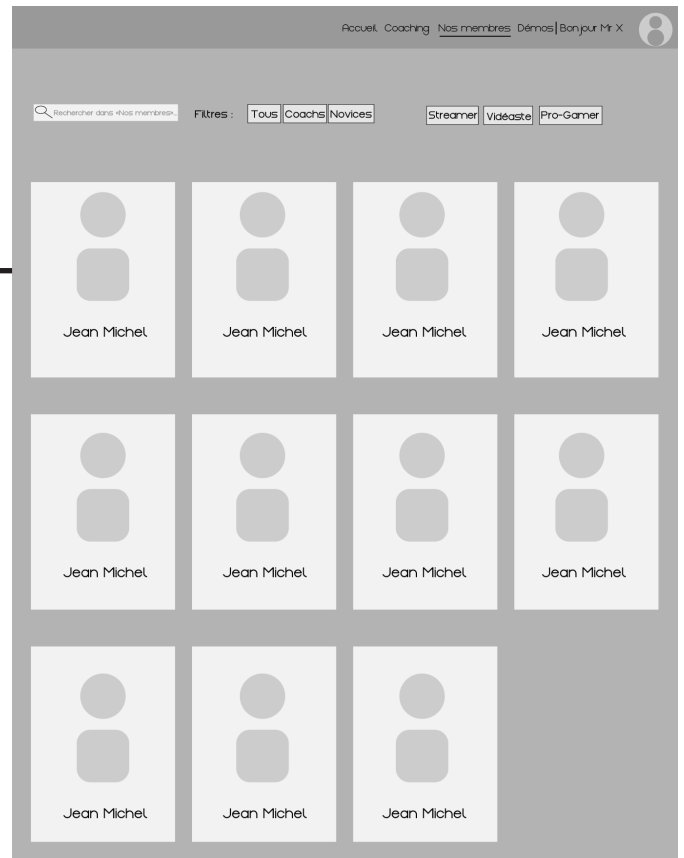 Accueil Coaching Nos membres Démos| Bonjour Mr X
Rechercher dans «Nos membres»... Filtres : Tous Coachs Novices Streamer Vidéaste Pro-Gamer
Jean Michel Jean Michel Jean Michel Jean Michel
Jean Michel Jean Michel Jean Michel Jean Michel
Jean Michel Jean Michel Jean Michel